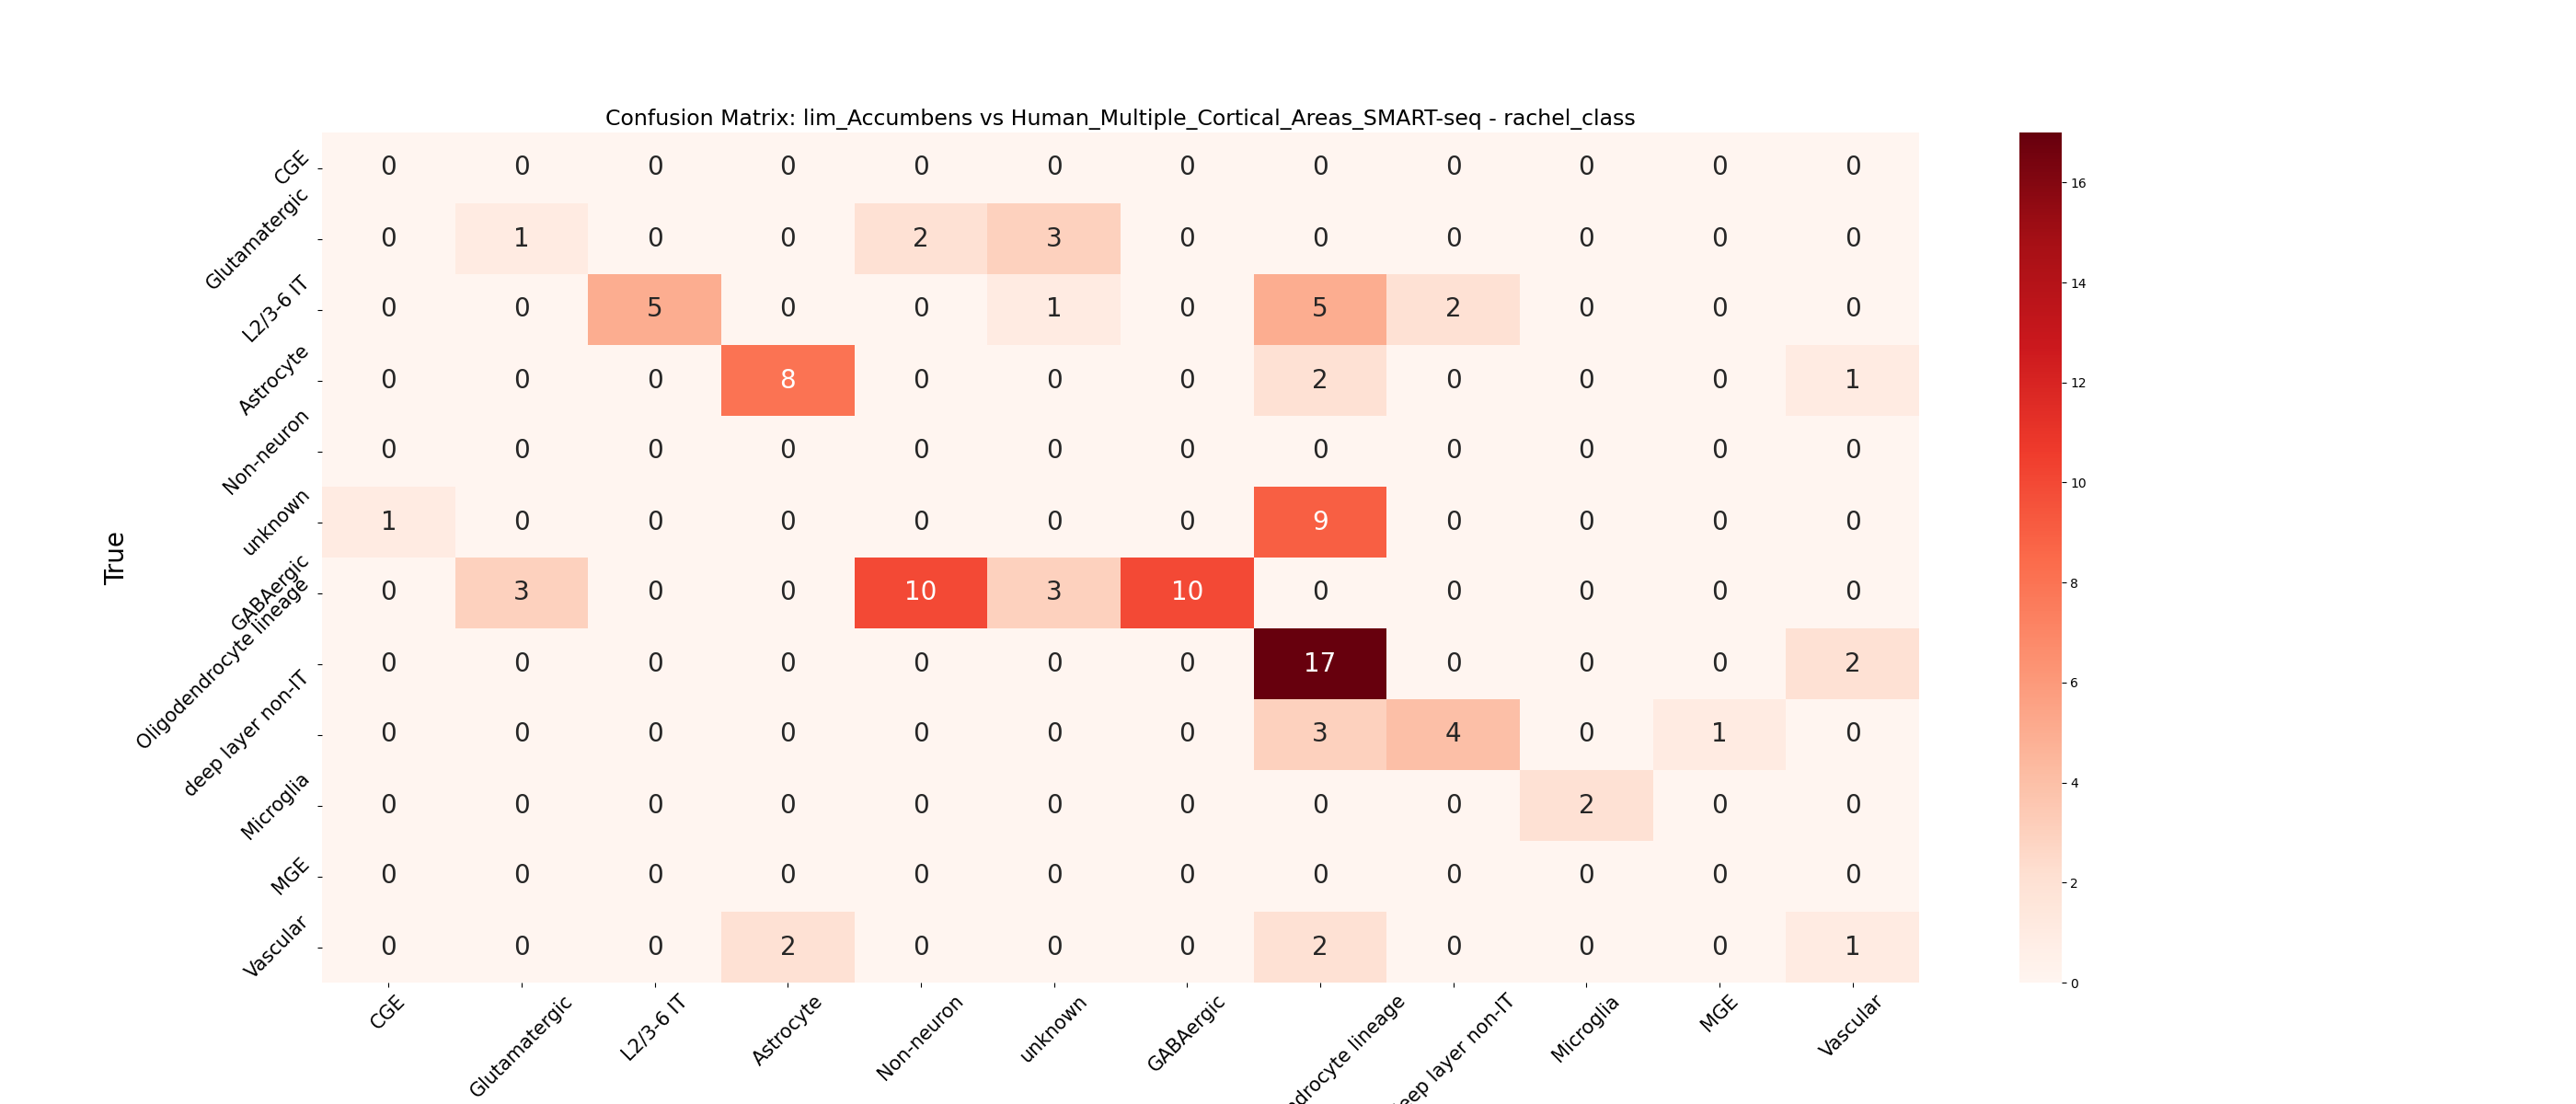 Confusion Matrix: lim_Accumbens vs Human_Multiple_Cortical_Areas_SMART-seq - rachel_class
True
CGE 0 0 0 0 0 0 0 0 0 0 0 0
Glutamatergic 0 1 0 0 2 3 0 0 0 0 0 0
L2/3-6 IT 0 0 5 0 0 1 0 5 2 0 0 0
Astrocyte 0 0 0 8 0 0 0 2 0 0 0 1
Non-neuron 0 0 0 0 0 0 0 0 0 0 0 0
unknown 1 0 0 0 0 0 0 9 0 0 0 0
GABAergic 0 3 0 0 10 3 10 0 0 0 0 0
Oligodendrocyte lineage 0 0 0 0 0 0 0 17 0 0 0 2
deep layer non-IT 0 0 0 0 0 0 0 3 4 0 1 0
Microglia 0 0 0 0 0 0 0 0 0 2 0 0
MGE 0 0 0 0 0 0 0 0 0 0 0 0
Vascular 0 0 0 2 0 0 0 2 0 0 0 1
CGE Glutamatergic L2/3-6 IT Astrocyte Non-neuron unknown GABAergic lineage layer non-IT Microglia MGE Vascular
16
14
12
10
8
6
4
2
0